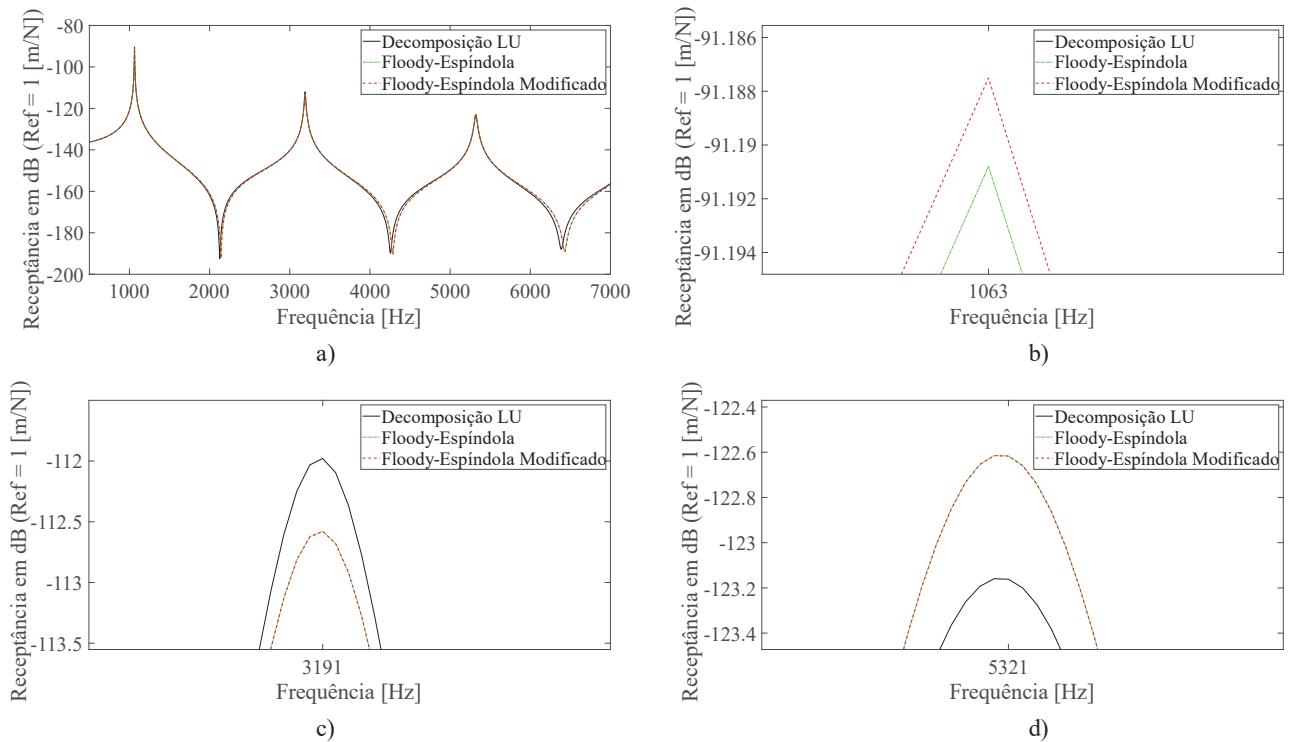 Receptância em dB (Ref = 1 [m/N])
-80
-100
-120
-140
-160
-180
-200
1000
2000
3000
4000
5000
6000
7000
Frequência [Hz]
Decomposição LU
Floody-Espíndola
Floody-Espíndola Modificado
a)
Receptância em dB (Ref = 1 [m/N])
-91.186
-91.188
-91.19
-91.192
-91.194
1063
Frequência [Hz]
Decomposição LU
Floody-Espíndola
Floody-Espíndola Modificado
b)
Receptância em dB (Ref = 1 [m/N])
-112
-112.5
-113
-113.5
3191
Frequência [Hz]
Decomposição LU
Floody-Espíndola
Floody-Espíndola Modificado
c)
Receptância em dB (Ref = 1 [m/N])
-122.4
-122.6
-122.8
-123
-123.2
-123.4
5321
Frequência [Hz]
Decomposição LU
Floody-Espíndola
Floody-Espíndola Modificado
d)